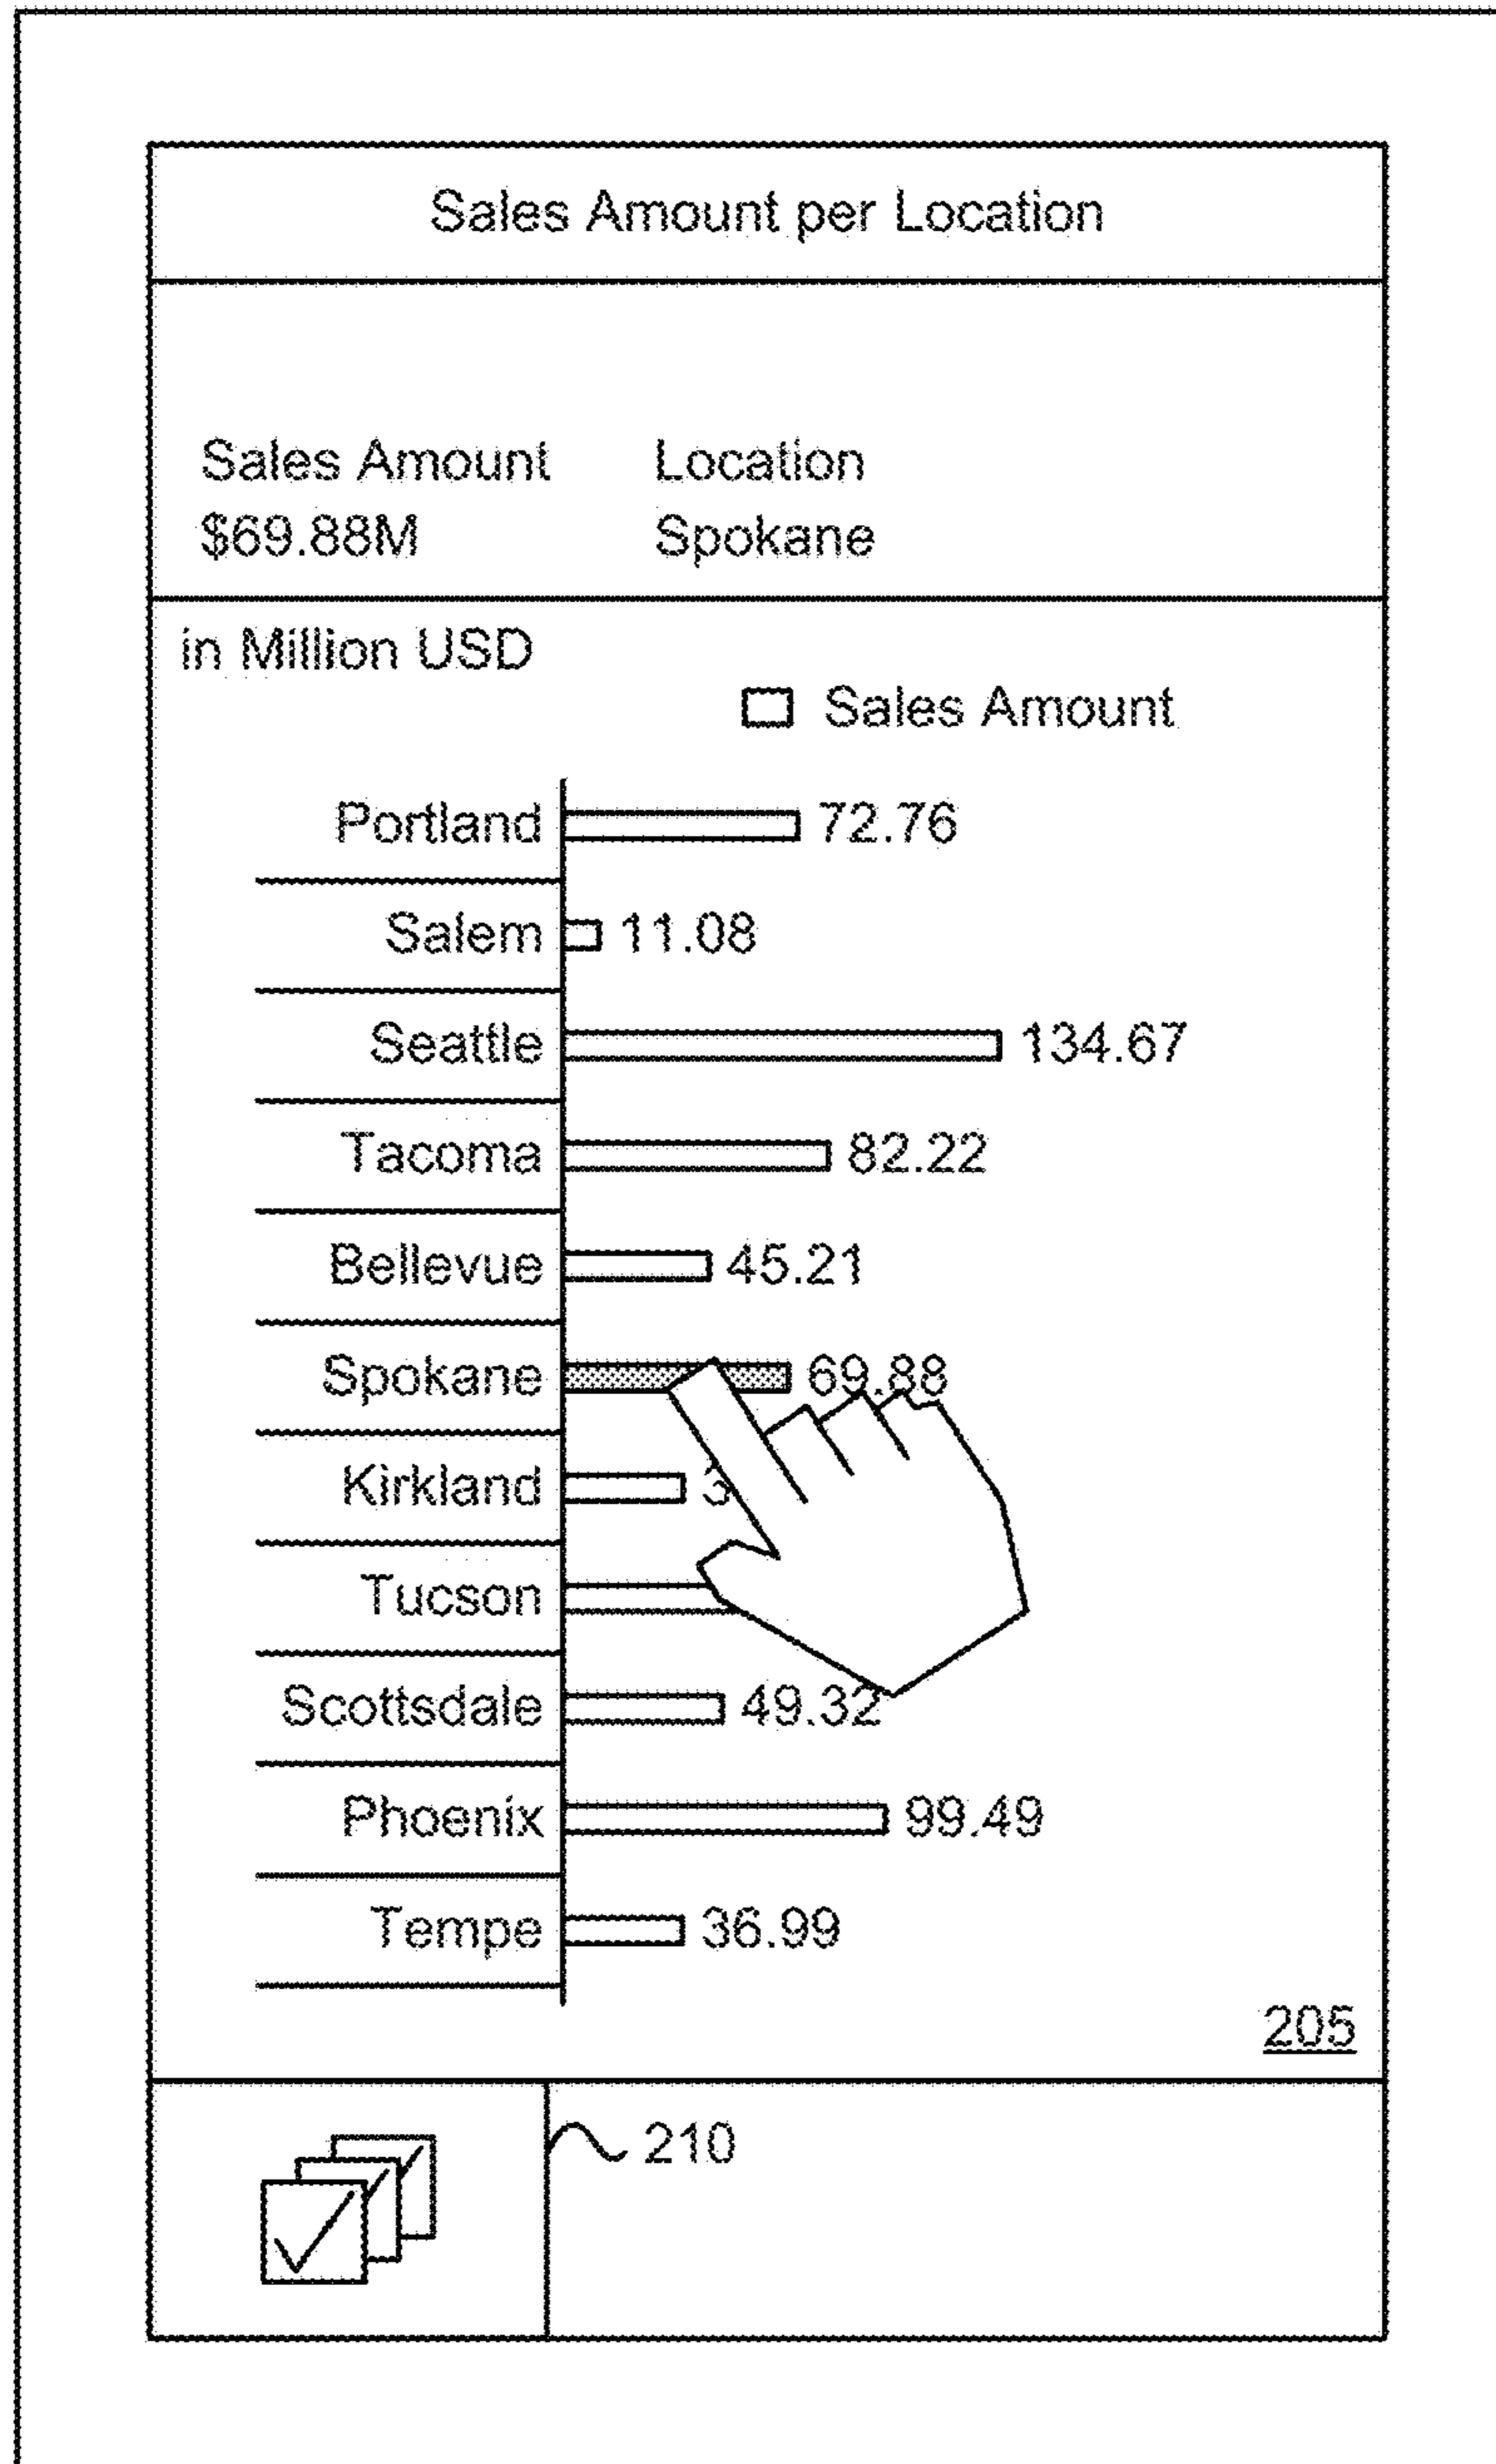 Sales Amount per Location
Sales Amount Location
$69.88M Spokane
in Million USD
Sales Amount
Portland 72.76
Salem 11.08
Seattle 134.67
Tacoma 82.22
Bellevue 45.21
Spokane 69.88
Kirkland
Tucson
Scottsdale 49.32
Phoenix 99.49
Tempe 36.99
205
210